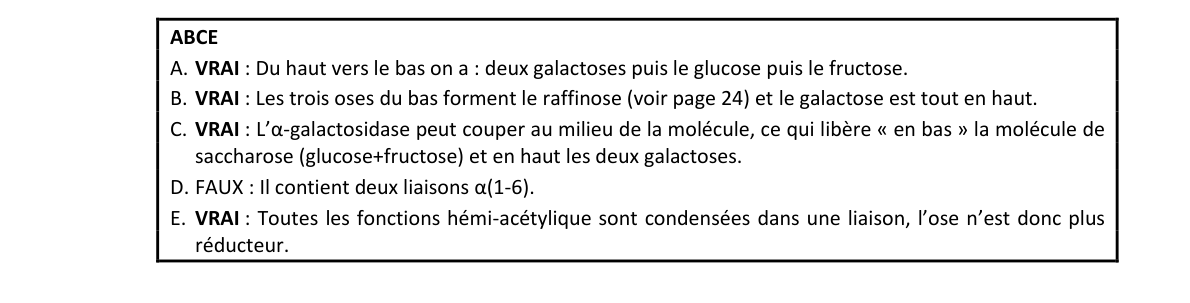 ABCE
A. VRAI : Du haut vers le bas on a : deux galactoses puis le glucose puis le fructose.
B. VRAI : Les trois oses du bas forment le raffinose (voir page 24) et le galactose est tout en haut.
C. VRAI : L’α-galactosidase peut couper au milieu de la molécule, ce qui libère « en bas » la molécule de
saccharose (glucose+fructose) et en haut les deux galactoses.
D. FAUX : Il contient deux liaisons α(1-6).
E. VRAI : Toutes les fonctions hémi-acétylique sont condensées dans une liaison, l’ose n’est donc plus
réducteur.